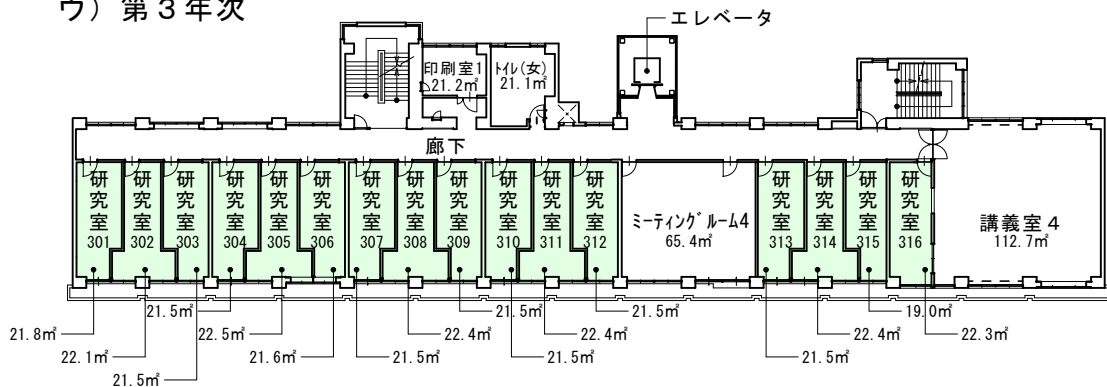 ウ）第３年次
エレベータ
印刷室1
21.2㎡
ﾄｲﾚ(女)
21.1㎡
廊下
研究室
301
研究室
302
研究室
303
研究室
304
研究室
305
研究室
306
研究室
307
研究室
308
研究室
309
研究室
310
研究室
311
研究室
312
ミーティングルーム4
65.4㎡
研究室
313
研究室
314
研究室
315
研究室
316
講義室４
112.7㎡
21.5㎡
21.5㎡
21.5㎡
19.0㎡
21.8㎡
22.5㎡
22.4㎡
22.4㎡
22.4㎡
22.3㎡
22.1㎡
21.6㎡
21.5㎡
21.5㎡
21.5㎡
21.5㎡